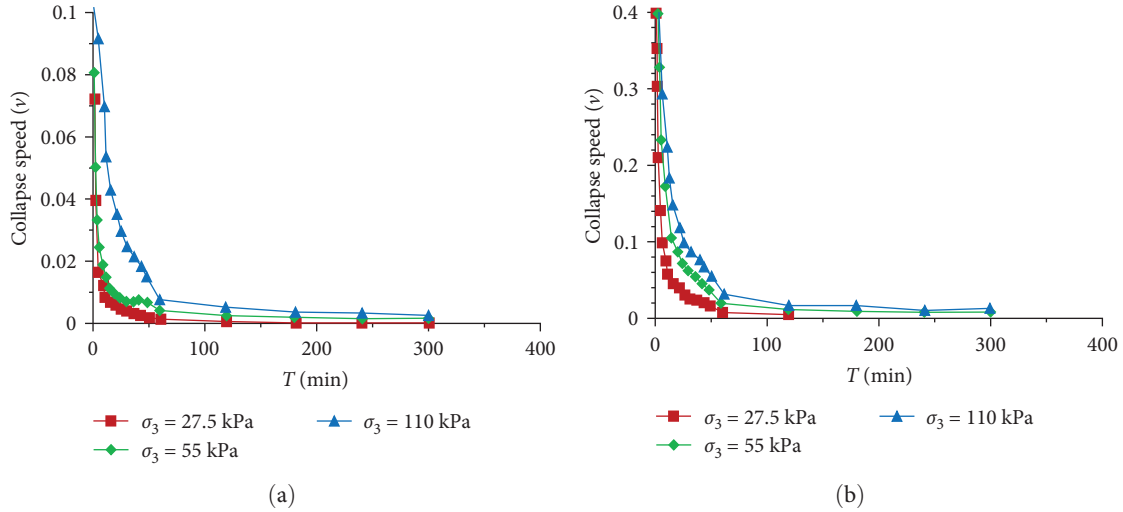 0.1
0.08
0.06
0.04
0.02
0
Collapse speed (v)
0 100 200 300 400
T (min)
σ3 = 27.5 kPa
σ3 = 55 kPa
σ3 = 110 kPa
(a)
0.4
0.3
0.2
0.1
0
Collapse speed (v)
0 100 200 300 400
T (min)
σ3 = 27.5 kPa
σ3 = 55 kPa
σ3 = 110 kPa
(b)